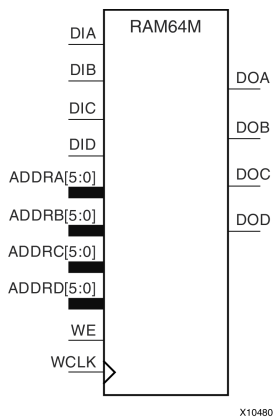 RAM64M
DIA
DIB
DIC
DID
ADDRA[5:0]
ADDRB[5:0]
ADDRC[5:0]
ADDRD[5:0]
WE
WCLK
DOA
DOB
DOC
DOD
X10480